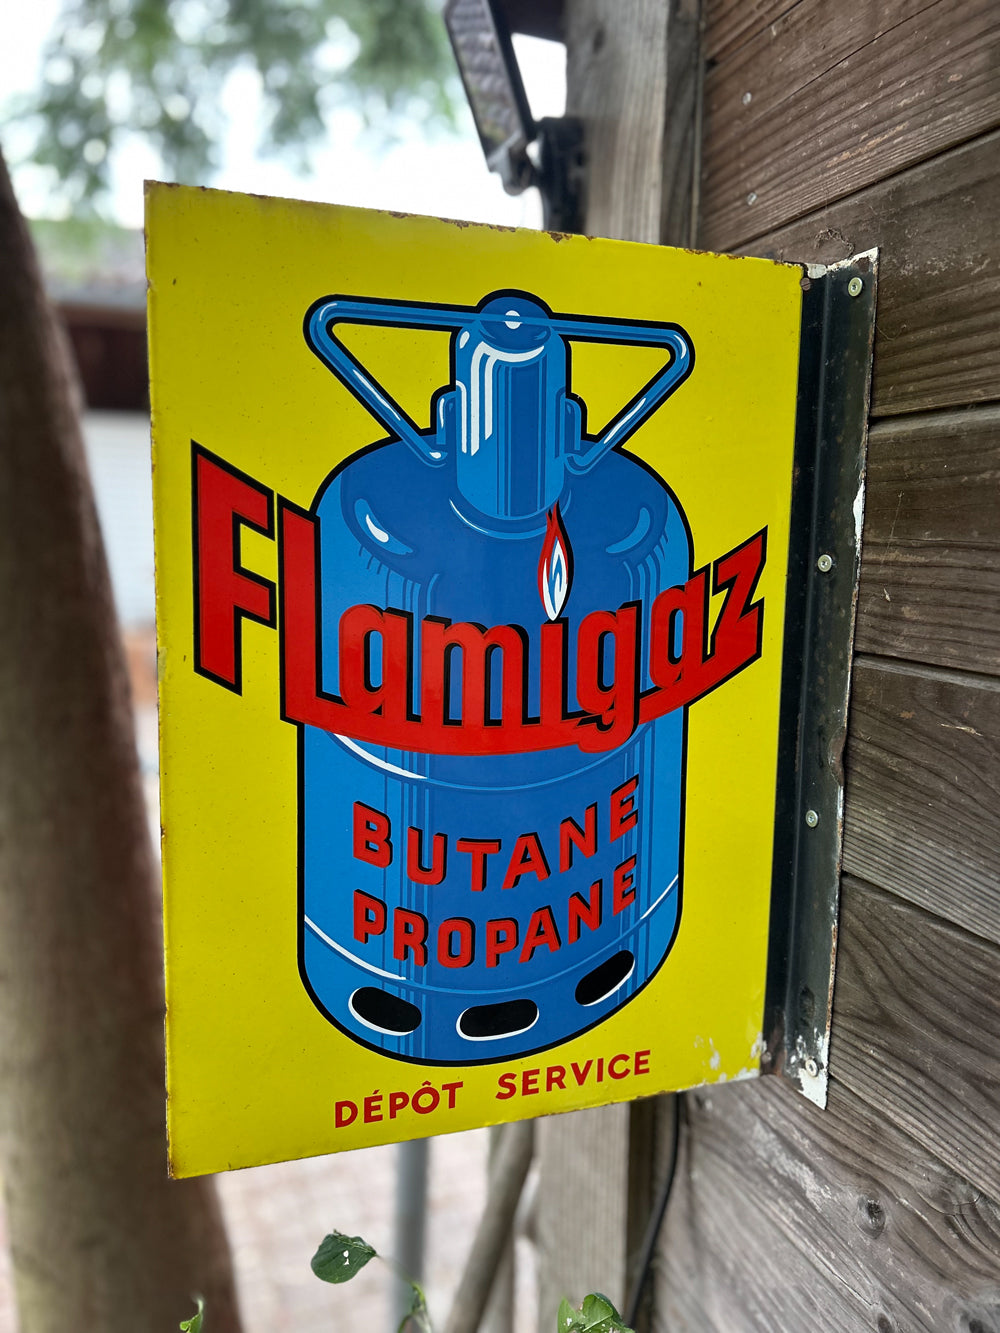 Flamigaz
BUTANE
PROPANE
DÉPÔT SERVICE